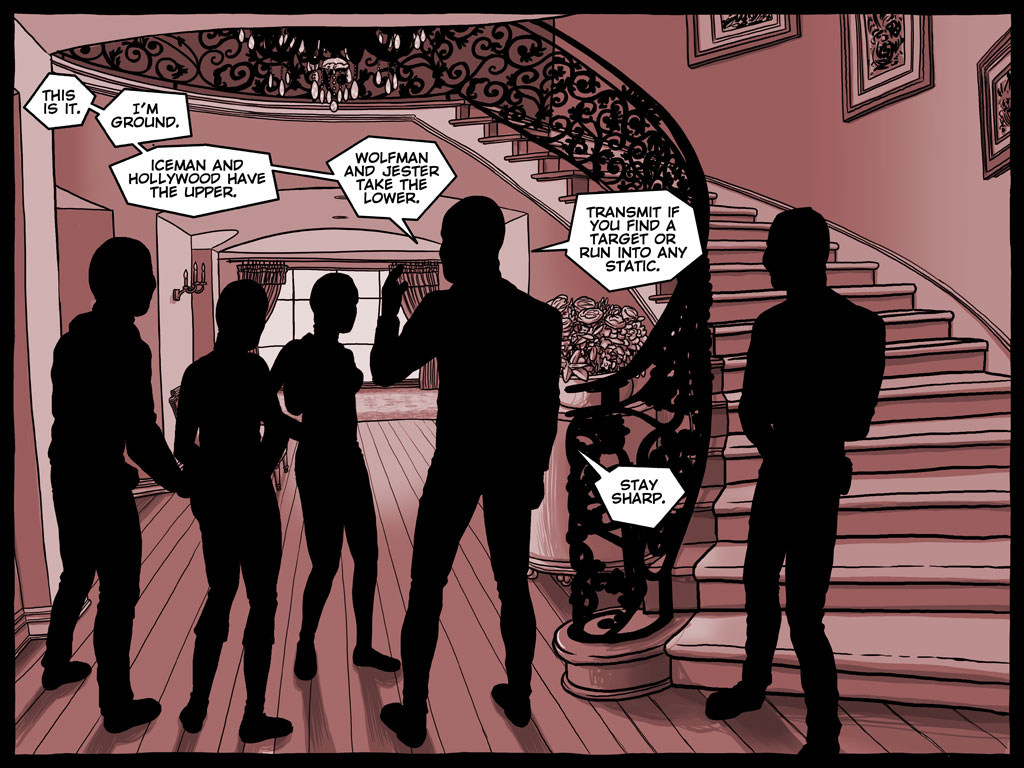 THIS
IS IT.
I'M
GROUND.
ICEMAN AND
HOLLYWOOD HAVE
THE UPPER.
WOLFMAN
AND JESTER
TAKE THE
LOWER.
TRANSMIT IF
YOU FIND A
TARGET OR
RUN INTO ANY
STATIC.
STAY
SHARP.